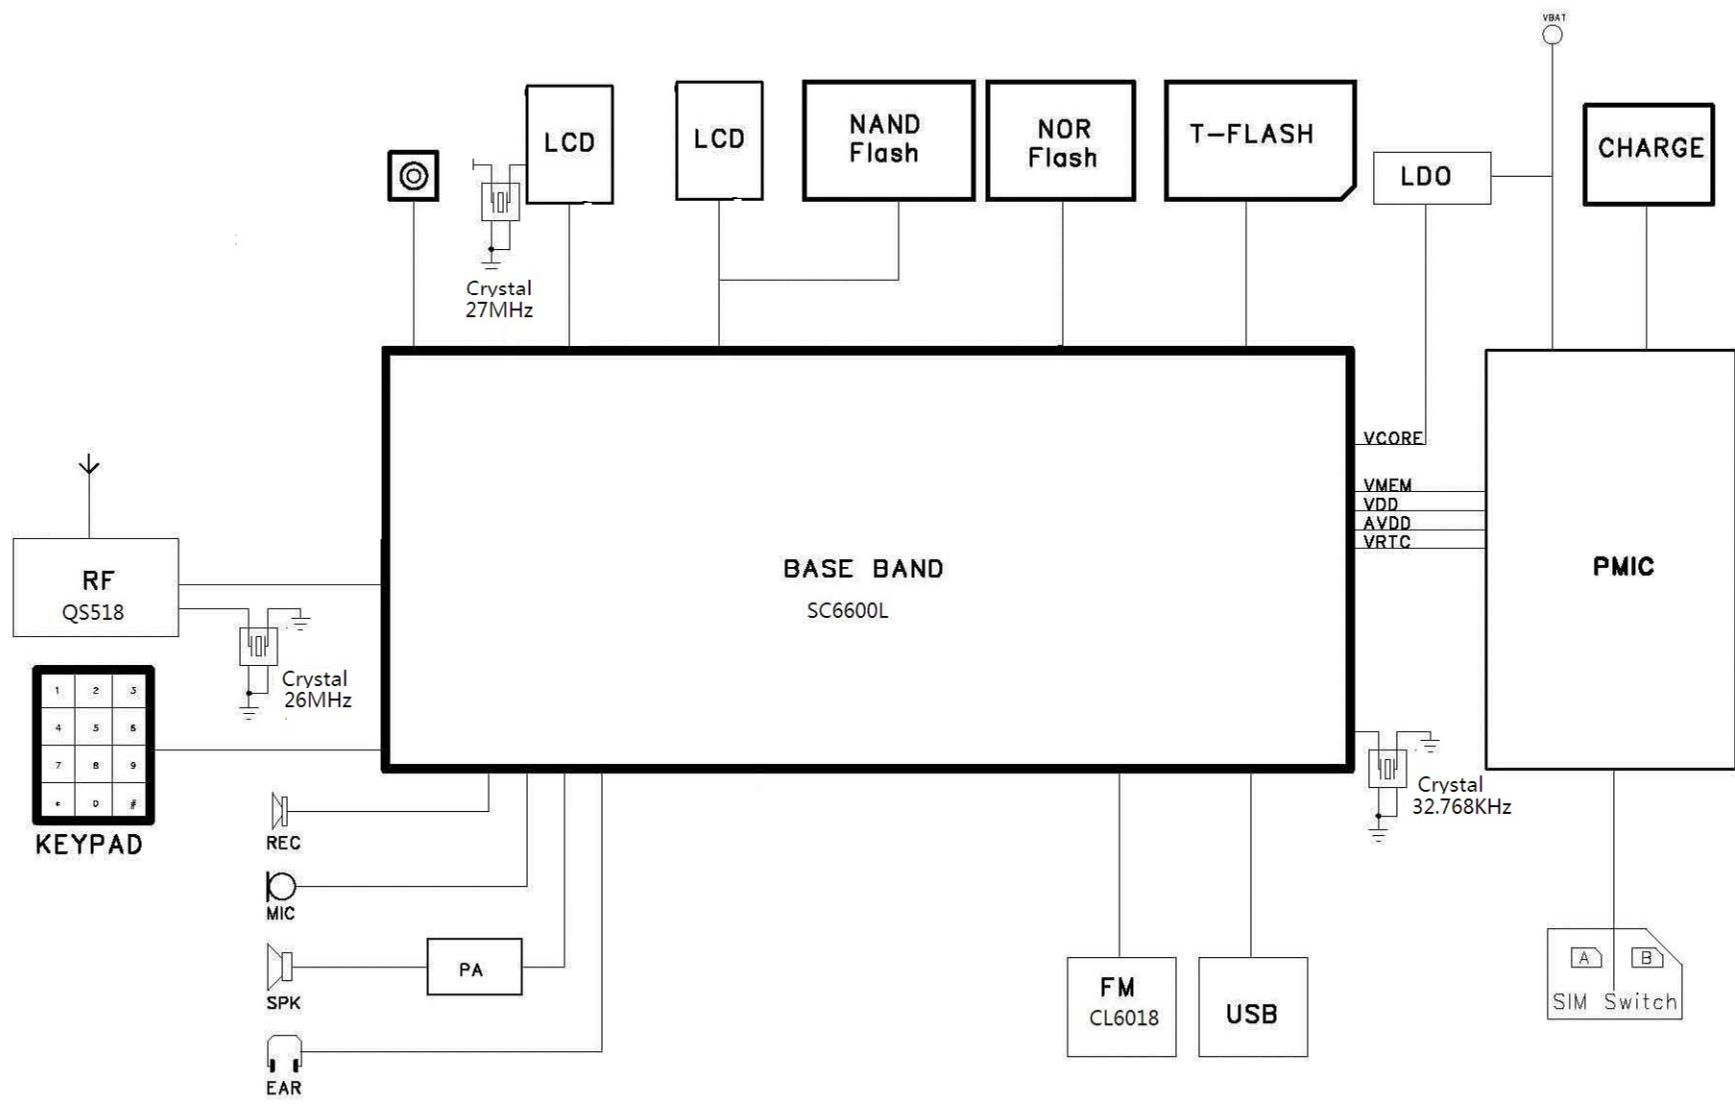 VBAT
LCD
LCD
NAND
Flash
NOR
Flash
T-FLASH
LDO
CHARGE
Crystal
27MHz
VCORE
VMEM
VDD
AVDD
VRTC
BASE BAND
SC6600L
PMIC
RF
QS518
Crystal
26MHz
1 2 3
4 5 6
7 8 9
* 0 #
KEYPAD
Crystal
32.768KHz
REC
MIC
SPK
PA
EAR
FM
CL6018
USB
A B
SIM Switch